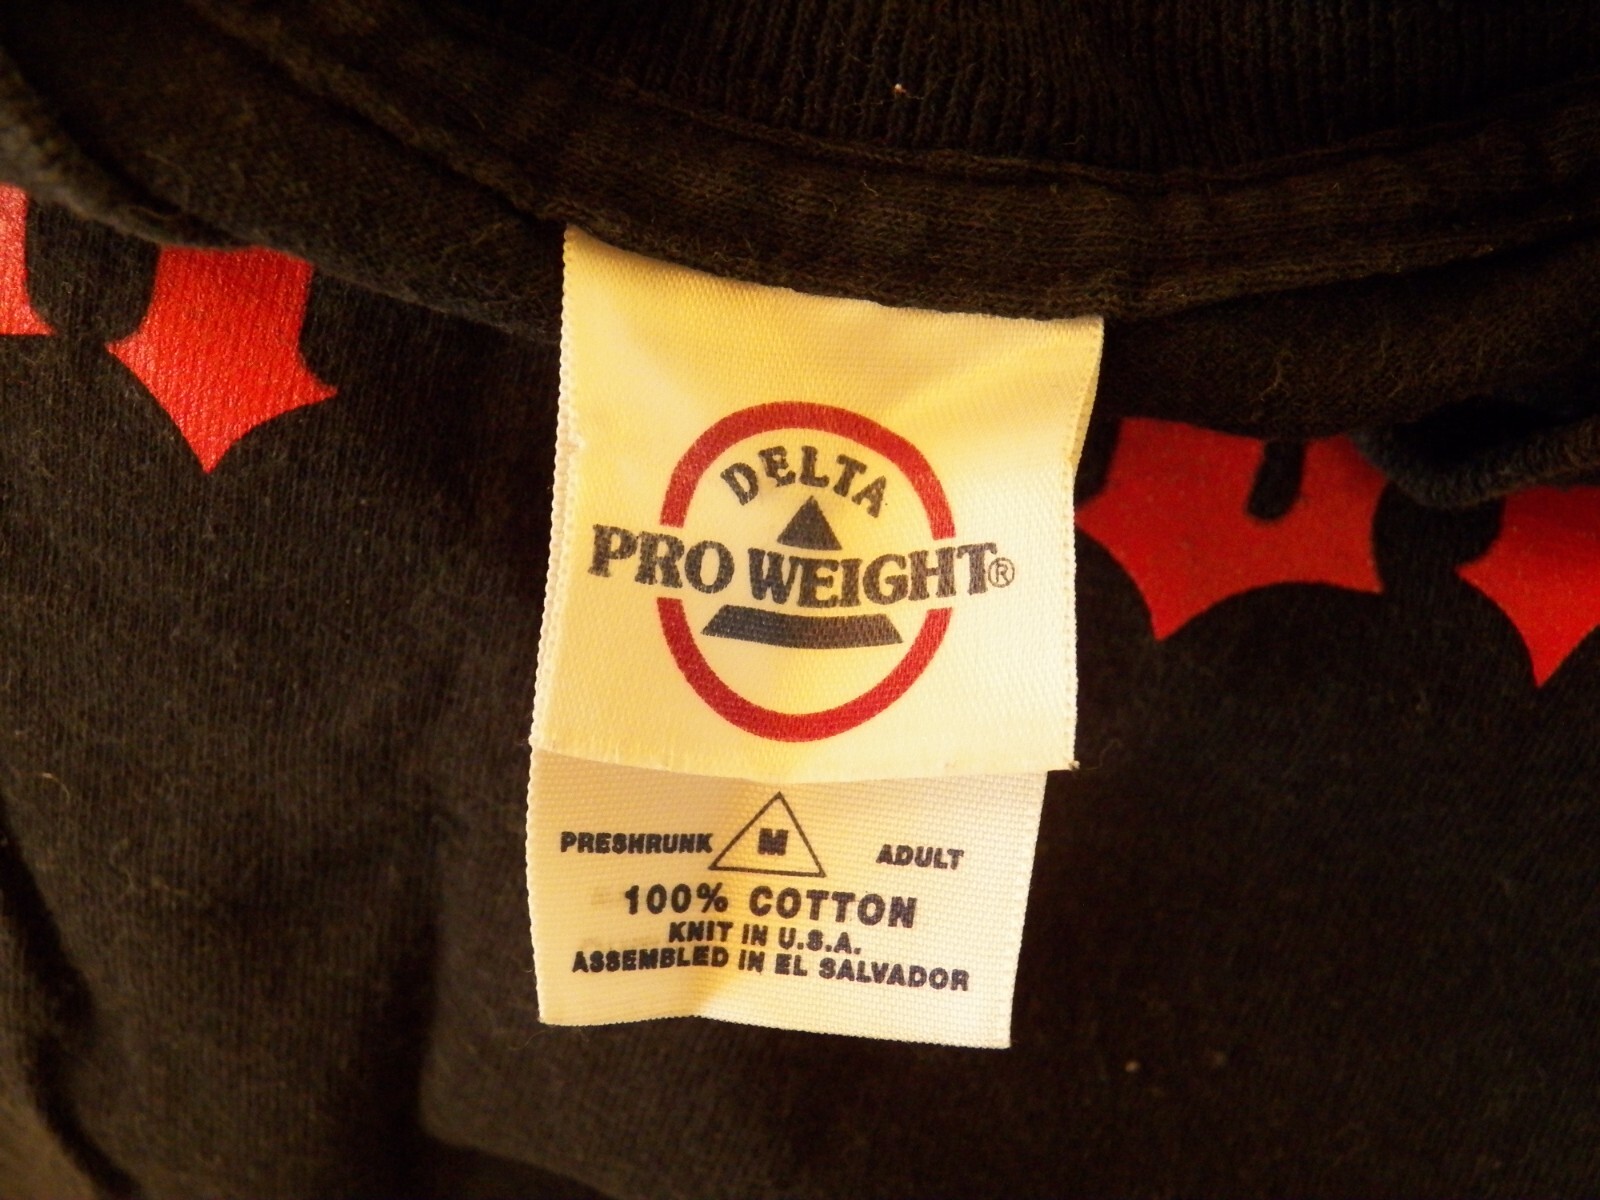 DELTA
PRO WEIGHT®
PRESHRUNK M ADULT
100% COTTON
KNIT IN U.S.A.
ASSEMBLED IN EL SALVADOR